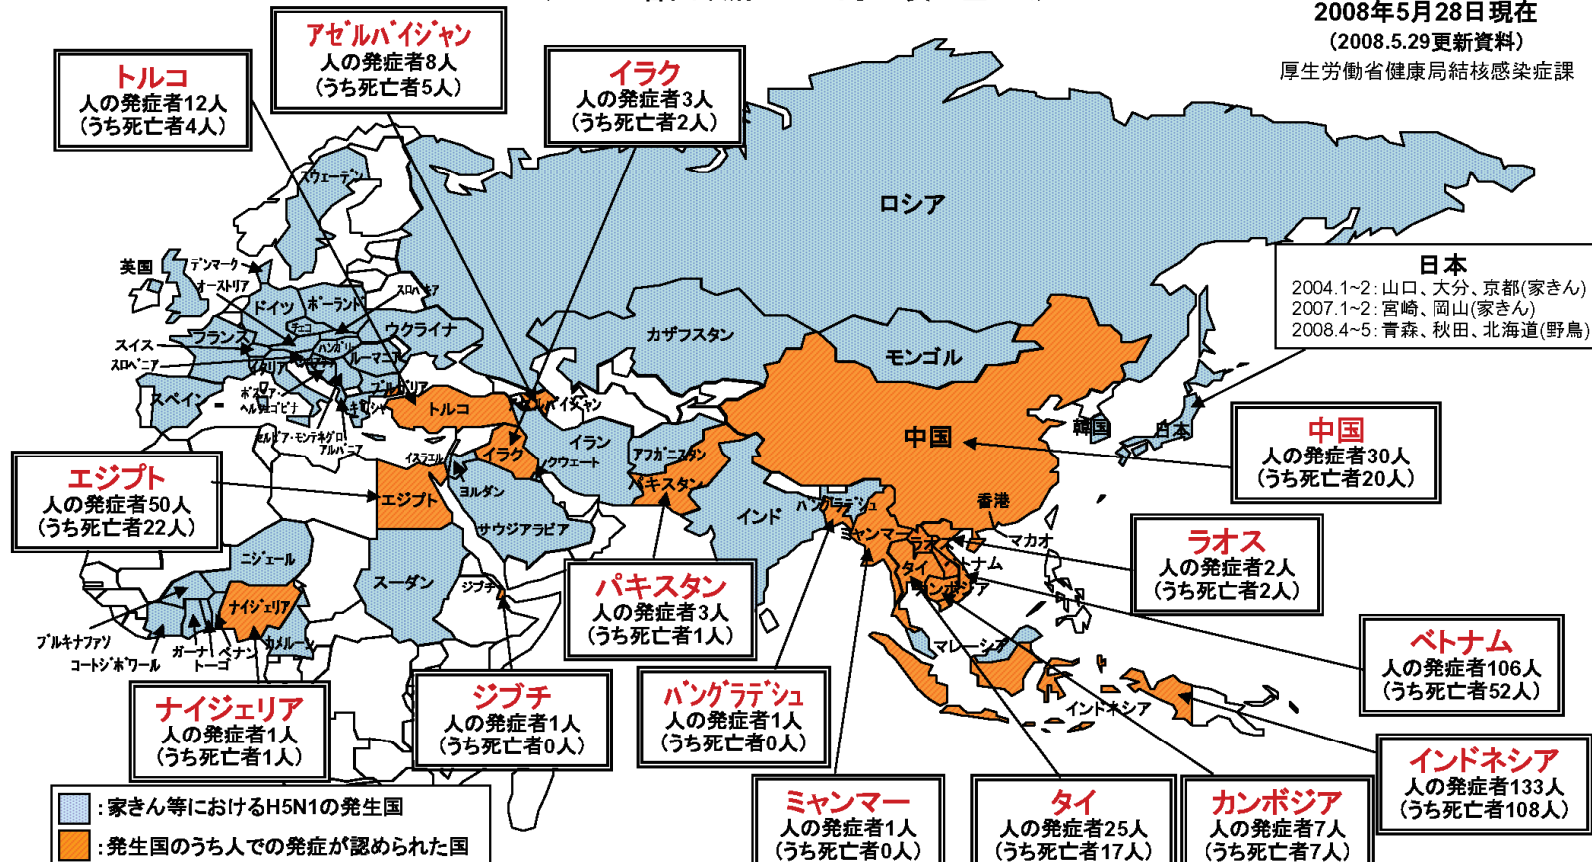 2008年5月28日現在
(2008.5.29更新資料)
厚生労働省健康局結核感染症課
トルコ
人の発症者12人
(うち死亡者4人)
アゼルバイジャン
人の発症者8人
(うち死亡者5人)
イラク
人の発症者3人
(うち死亡者2人)
日本
2004.1~2:山口、大分、京都(家きん)
2007.1~2:宮崎、岡山(家きん)
2008.4~5:青森、秋田、北海道(野鳥)
スウェーデン
ロシア
英国
デンマーク
オーストリア
ドイツ
ポーランド
スロバキア
チェコ
ウクライナ
フランス
スイス
ハンガリー
スロベニア
イタリア
ルーマニア
ボスニア・
ヘルツェゴビナ
ブルガリア
スペイン
ギリシャ
セルビア・モンテネグロ
アルバニア
トルコ
アゼルバイジャン
カザフスタン
モンゴル
中国
韓国
日本
イスラエル
イラク
イラン
クウェート
アフガニスタン
パキスタン
ヨルダン
サウジアラビア
エジプト
インド
バングラデシュ
ミャンマー
ラオス
タイ
ベトナム
カンボジア
香港
マカオ
マレーシア
インドネシア
ニジェール
ナイジェリア
スーダン
ジブチ
カメルーン
ブルキナファソ
コートジボワール
ガーナ
トーゴ
ベナン
エジプト
人の発症者50人
(うち死亡者22人)
中国
人の発症者30人
(うち死亡者20人)
ラオス
人の発症者2人
(うち死亡者2人)
パキスタン
人の発症者3人
(うち死亡者1人)
ベトナム
人の発症者106人
(うち死亡者52人)
ナイジェリア
人の発症者1人
(うち死亡者1人)
ジブチ
人の発症者1人
(うち死亡者0人)
バングラデシュ
人の発症者1人
(うち死亡者0人)
インドネシア
人の発症者133人
(うち死亡者108人)
ミャンマー
人の発症者1人
(うち死亡者0人)
タイ
人の発症者25人
(うち死亡者17人)
カンボジア
人の発症者7人
(うち死亡者7人)
:家きん等におけるH5N1の発生国
:発生国のうち人での発症が認められた国